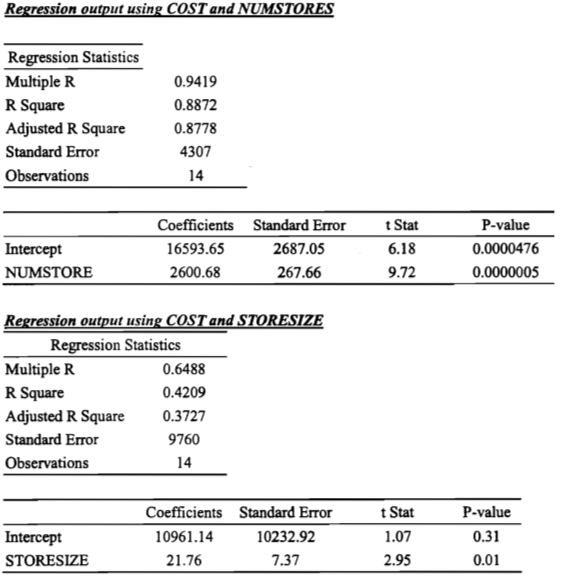 Regression output using COST and NUMSTORES
Regression Statistics
Multiple R 0.9419
R Square 0.8872
Adjusted R Square 0.8778
Standard Error 4307
Observations 14
Coefficients Standard Error t Stat P-value
Intercept 16593.65 2687.05 6.18 0.0000476
NUMSTORE 2600.68 267.66 9.72 0.0000005
Regression output using COST and STORESIZE
Regression Statistics
Multiple R 0.6488
R Square 0.4209
Adjusted R Square 0.3727
Standard Error 9760
Observations 14
Coefficients Standard Error t Stat P-value
Intercept 10961.14 10232.92 1.07 0.31
STORESIZE 21.76 7.37 2.95 0.01